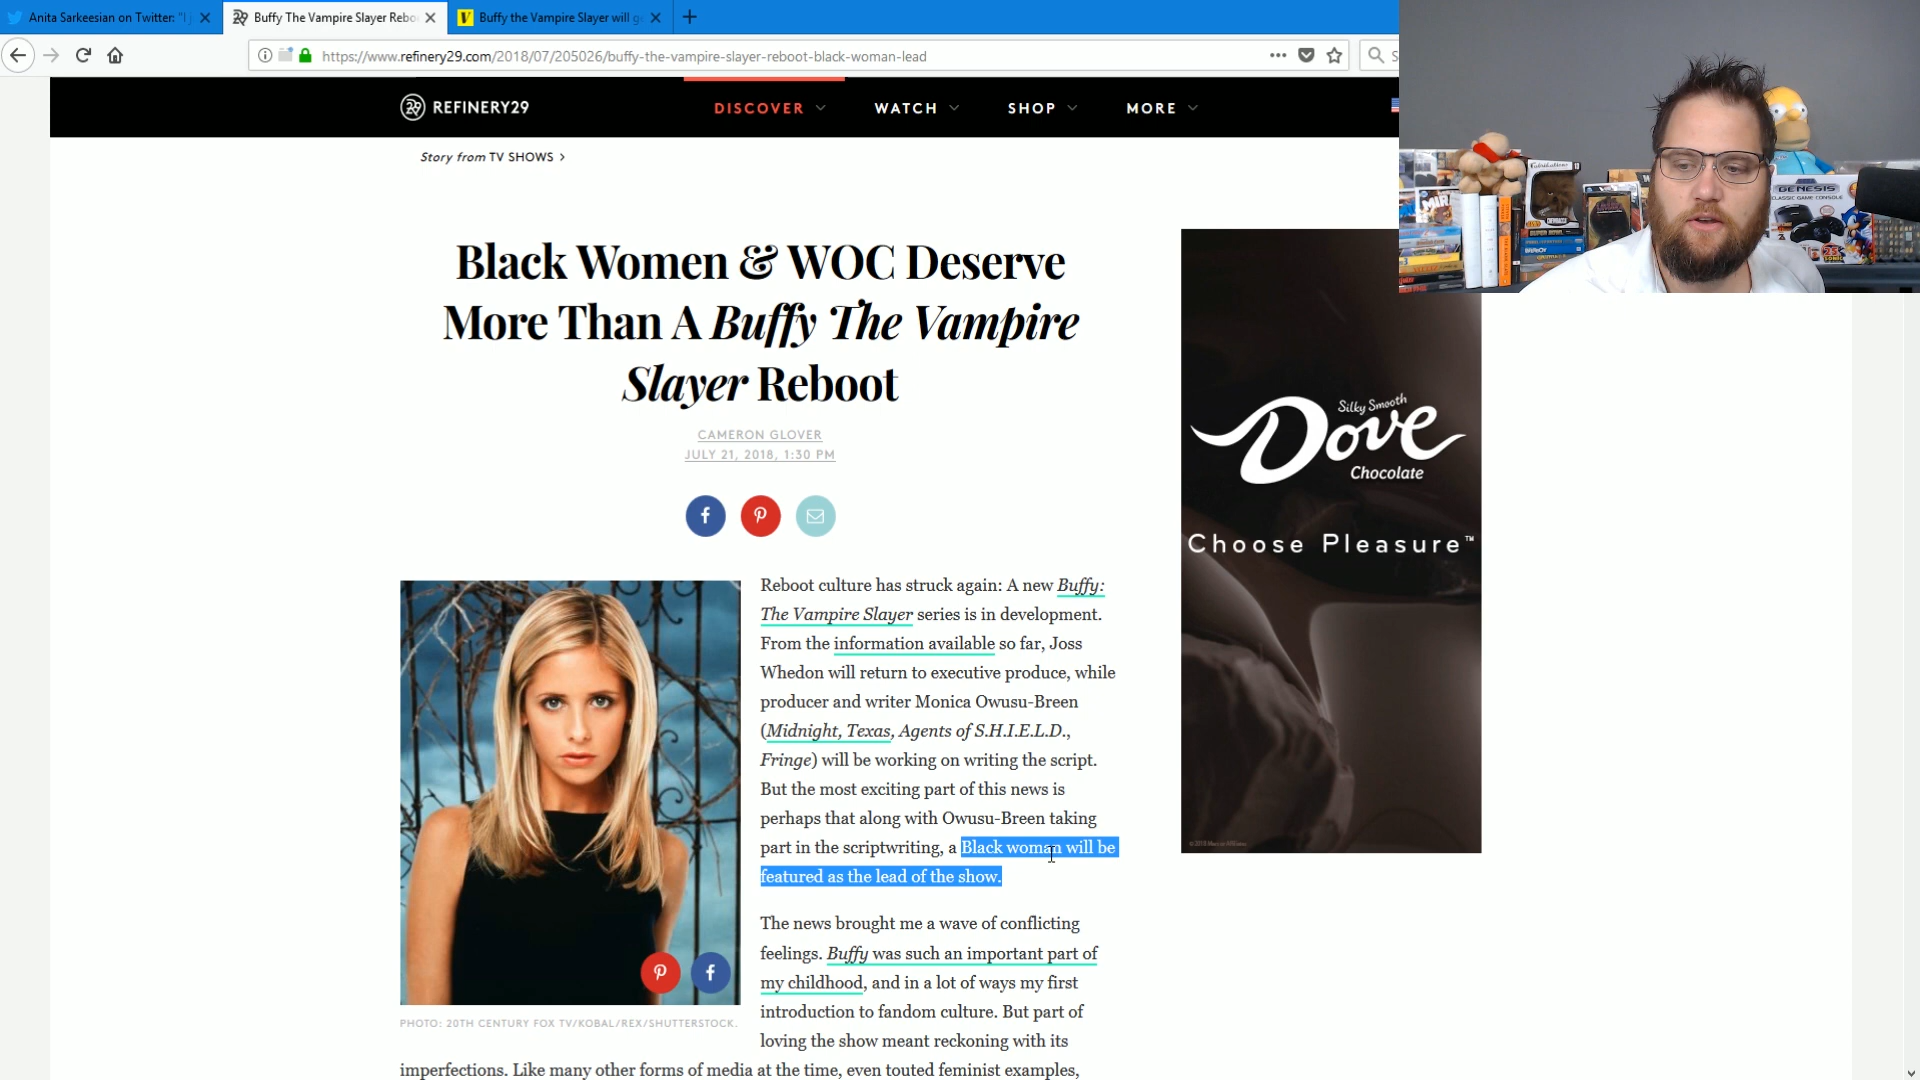 Anita Sarkeesian on Twitter: "I j
Buffy The Vampire Slayer Rebo
Buffy the Vampire Slayer will g
https://www.refinery29.com/2018/07/205026/buffy-the-vampire-slayer-reboot-black-woman-lead
S
REFINERY29
DISCOVER
WATCH
SHOP
MORE
Story from TV SHOWS >
Black Women & WOC Deserve
More Than A Buffy The Vampire
Slayer Reboot
CAMERON GLOVER
JULY 21, 2018, 1:30 PM
Reboot culture has struck again: A new Buffy:
The Vampire Slayer series is in development.
From the information available so far, Joss
Whedon will return to executive produce, while
producer and writer Monica Owusu-Breen
(Midnight, Texas, Agents of S.H.I.E.L.D.,
Fringe) will be working on writing the script.
But the most exciting part of this news is
perhaps that along with Owusu-Breen taking
part in the scriptwriting, a Black woman will be
featured as the lead of the show.
The news brought me a wave of conflicting
feelings. Buffy was such an important part of
my childhood, and in a lot of ways my first
introduction to fandom culture. But part of
loving the show meant reckoning with its
imperfections. Like many other forms of media at the time, even touted feminist examples,
PHOTO: 20TH CENTURY FOX TV/KOBAL/REX/SHUTTERSTOCK.
Silky Smooth
Dove
Chocolate
Choose Pleasure™
GENESIS
CLASSIC GAME CONSOLE